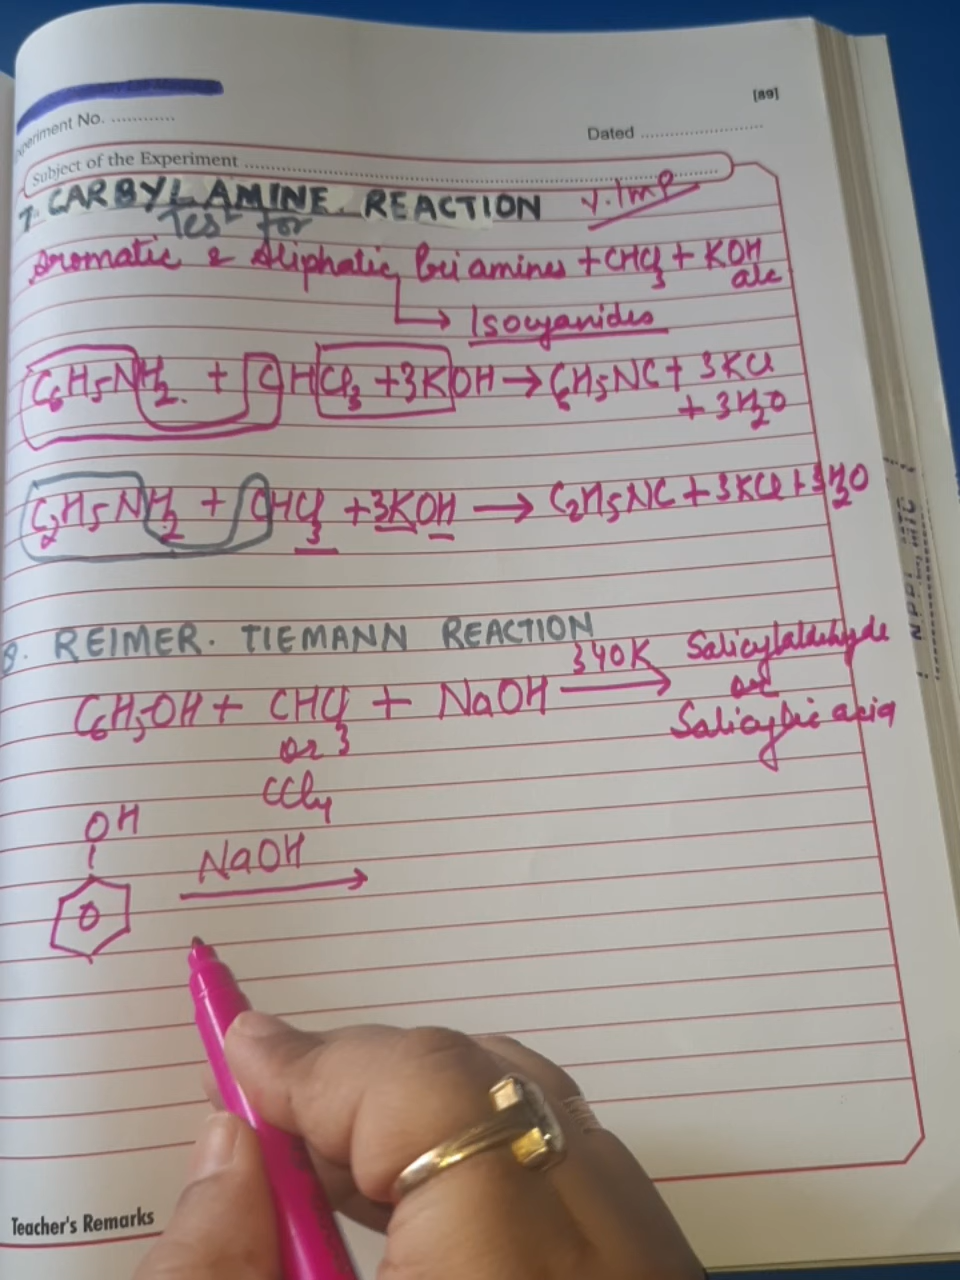 [89]
xperiment No. ............
Dated ........................
Subject of the Experiment ........................
7. CARBYLAMINE. REACTION V.Imp
Test for
Aromatic & Aliphatic pri amines + CHCl3 + KOH
alc
Isocyanides
C6H5NH2 + CHCl3 + 3KOH → C6H5NC + 3KCl
+ 3H2O
C2H5NH2 + CHCl3 + 3KOH → C2H5NC + 3KCl + 3H2O
8. REIMER. TIEMANN REACTION
C6H5OH + CHCl3 + NaOH 340K → Salicylaldehyde
or or
CCl4 Salicylic acid
OH
NaOH
Teacher's Remarks